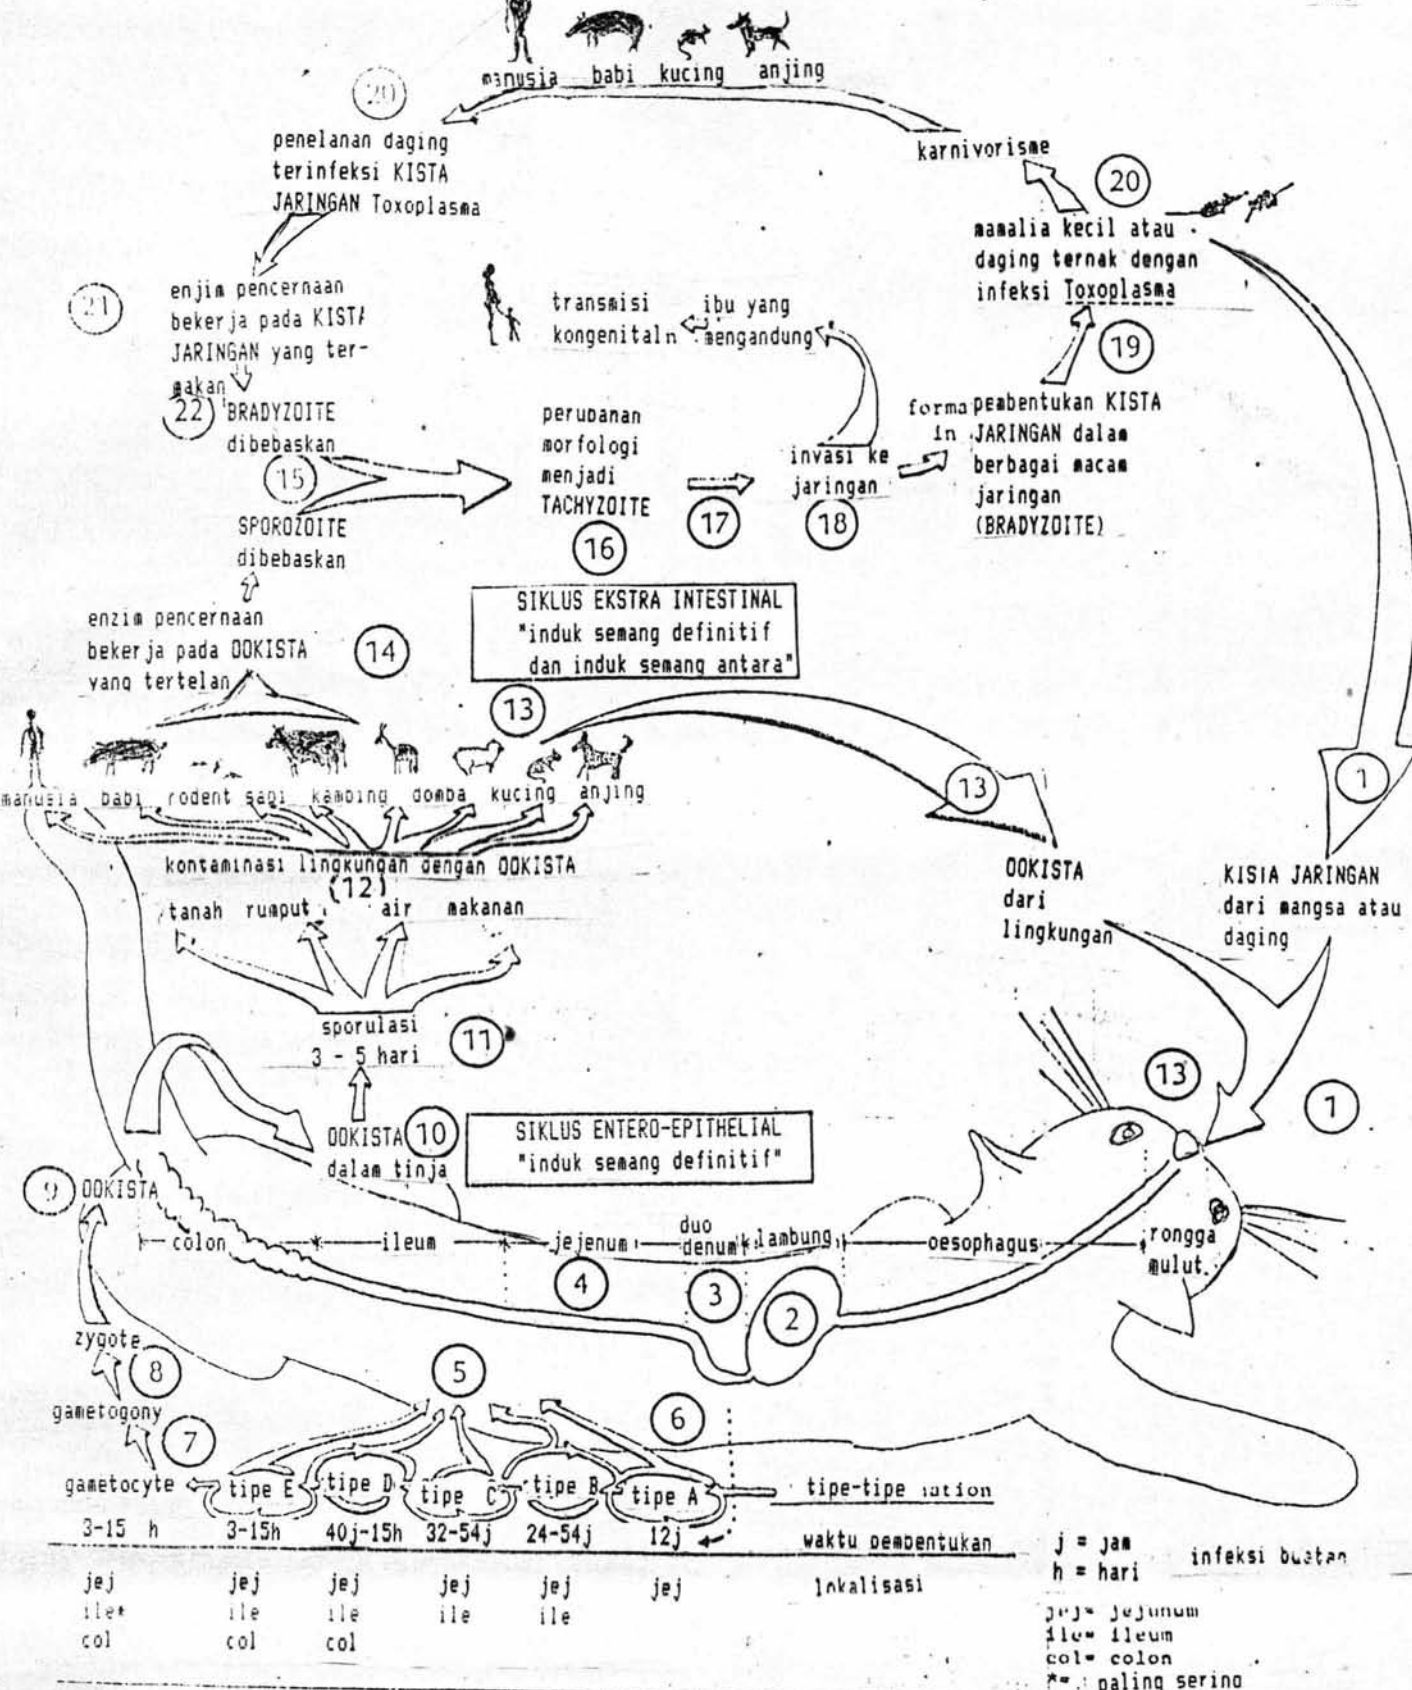 manusia babi kucing anjing
20
penelanan daging
terinfeksi KISTA
JARINGAN Toxoplasma
karnivorisme
20
mamalia kecil atau
daging ternak dengan
infeksi Toxoplasma
19
21
enjim pencernaan
bekerja pada KISTA
JARINGAN yang ter-
makan
22
BRADYZOITE
dibebaskan
15
SPOROZOITE
dibebaskan
transmisi
kongenitaln
ibu yang
mengandung
perubanan
morfologi
menjadi
TACHYZOITE
16
17
invasi ke
jaringan
18
forma pembentukan KISTA
in JARINGAN dalam
berbagai macam
jaringan
(BRADYZOITE)
SIKLUS EKSTRA INTESTINAL
"induk semang definitif
dan induk semang antara"
enzim pencernaan
bekerja pada OOKISTA
yang tertelan
14
13
13
1
manusia babi rodent sapi kambing domba kucing anjing
kontaminasi lingkungan dengan OOKISTA
(12)
tanah rumput air makanan
OOKISTA
dari
lingkungan
KISTA JARINGAN
dari mangsa atau
daging
sporulasi
3 - 5 hari
11
13
1
OOKISTA
dalam tinja
10
SIKLUS ENTERO-EPITHELIAL
"induk semang definitif"
9 OOKISTA
colon
ileum
jejenum
duo
denum
lambung
oesophagus
rongga
mulut
4
3
2
zygote
8
5
6
gametogony
7
gametocyte
tipe E
tipe D
tipe C
tipe B
tipe A
tipe-tipe
3-15 h
3-15h
40j-15h
32-54j
24-54j
12j
waktu pembentukan
j = jam
h = hari
infeksi buatan
jej
ile*
col
jej
ile
col
jej
ile
col
jej
ile
jej
ile
jej
lokalisasi
jej= jejunum
ile= ileum
col= colon
*= paling sering